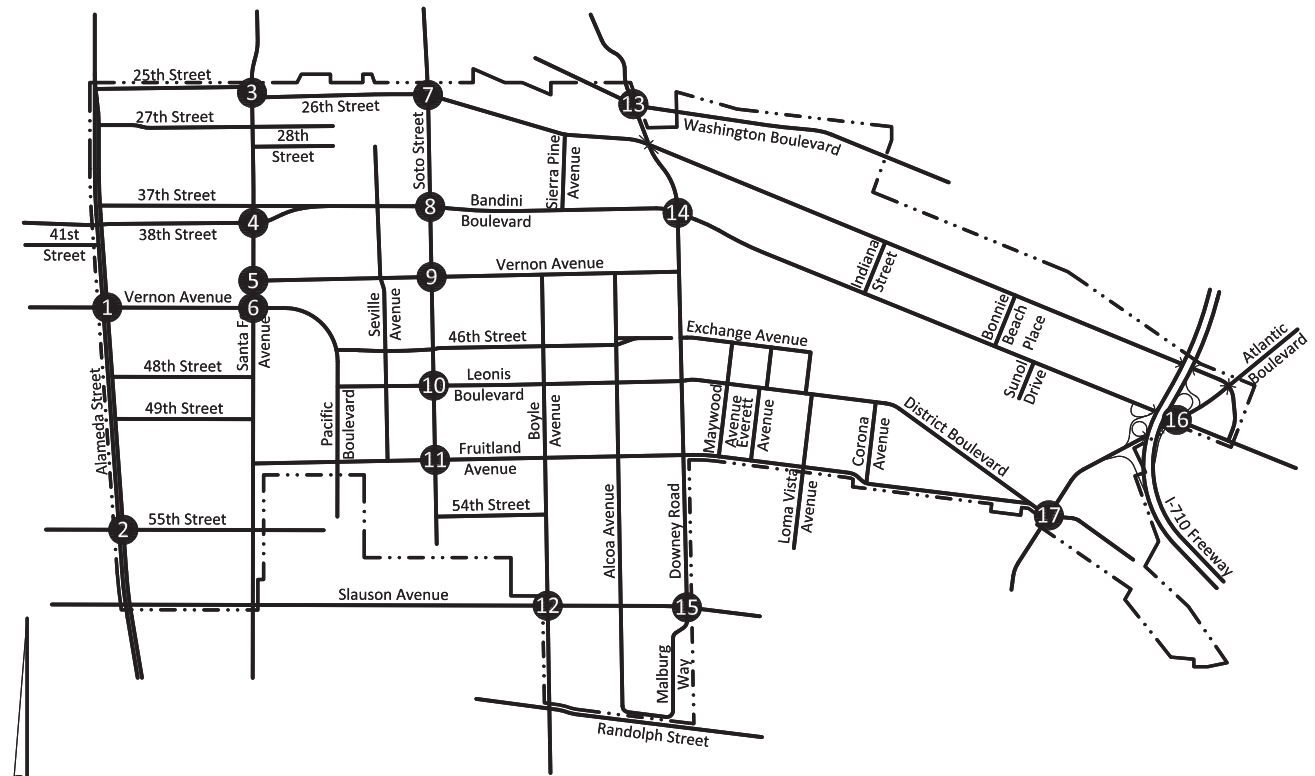 25th Street
3
26th Street
7
13
Washington Boulevard
27th Street
28th
Street
Soto Street
Sierra Pine
Avenue
37th Street
8
Bandini
Boulevard
14
4
38th Street
41st
Street
5
9
Vernon Avenue
Indiana
Street
1
Vernon Avenue
6
Santa F
Avenue
Seville
Avenue
46th Street
Exchange Avenue
Bonnie
Beach
Place
Atlantic
Boulevard
48th Street
10
Leonis
Boulevard
Sunol
Drive
49th Street
Alameda Street
Pacific
Boulevard
Boyle
Avenue
Maywood
Avenue
Everett
Avenue
Corona
Avenue
District Boulevard
16
11
Fruitland
Avenue
Loma Vista
Avenue
54th Street
2
55th Street
Alcoa Avenue
Downey Road
17
I-710 Freeway
Slauson Avenue
12
15
Malburg
Way
Randolph Street